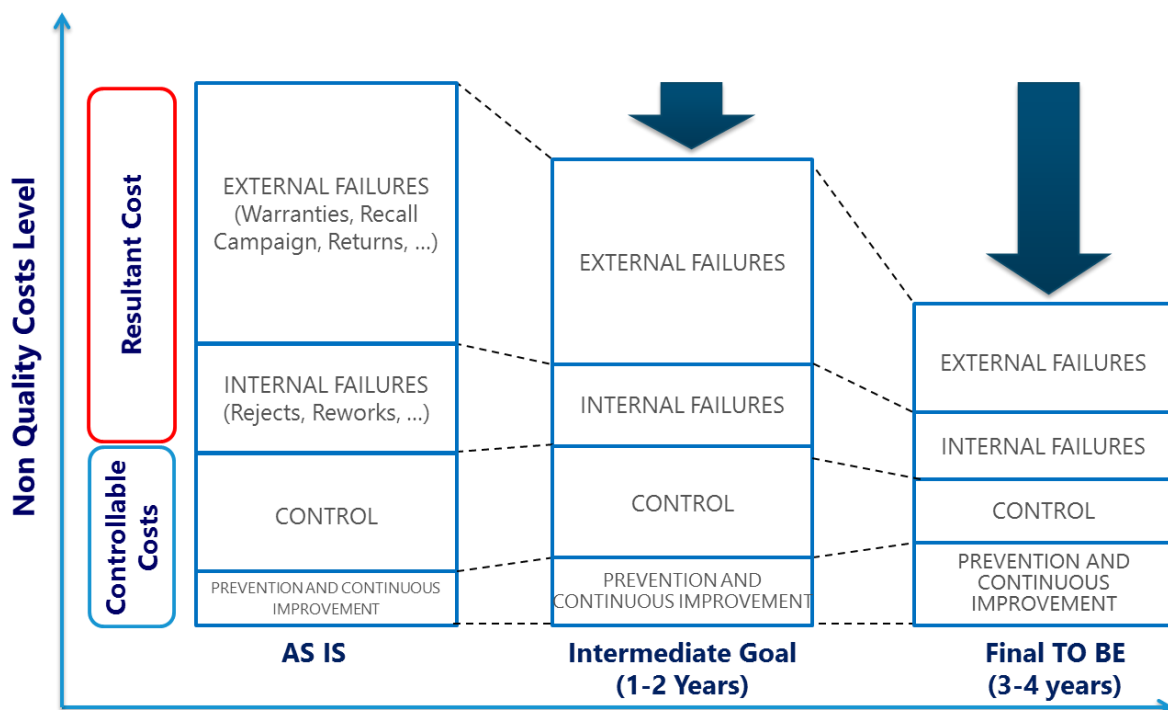 Non Quality Costs Level
Resultant Cost
Controllable
Costs
EXTERNAL FAILURES
(Warranties, Recall
Campaign, Returns, ...)
INTERNAL FAILURES
(Rejects, Reworks, ...)
CONTROL
PREVENTION AND CONTINUOUS
IMPROVEMENT
AS IS
EXTERNAL FAILURES
INTERNAL FAILURES
CONTROL
PREVENTION AND
CONTINUOUS IMPROVEMENT
Intermediate Goal
(1-2 Years)
EXTERNAL FAILURES
INTERNAL FAILURES
CONTROL
PREVENTION AND
CONTINUOUS
IMPROVEMENT
Final TO BE
(3-4 years)